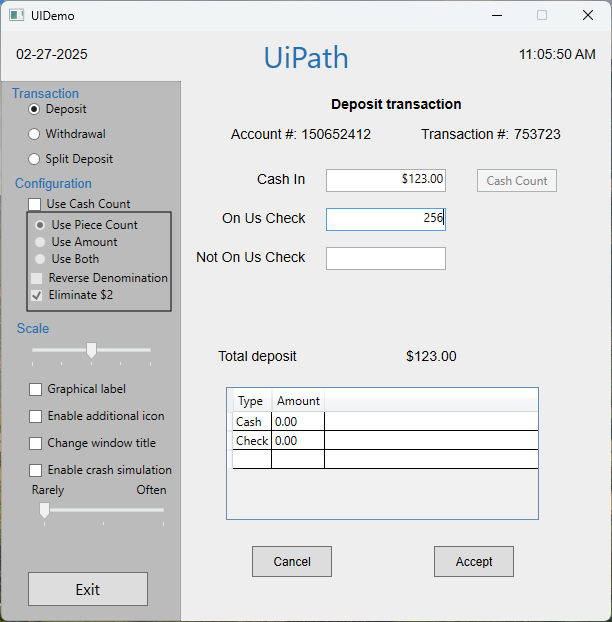 UIDemo
02-27-2025
UiPath
11:05:50 AM
Transaction
Deposit
Withdrawal
Split Deposit
Configuration
Use Cash Count
Use Piece Count
Use Amount
Use Both
Reverse Denomination
Eliminate $2
Scale
Graphical label
Enable additional icon
Change window title
Enable crash simulation
Rarely Often
Exit
Deposit transaction
Account #: 150652412 Transaction #: 753723
Cash In $123.00 Cash Count
On Us Check 256
Not On Us Check
Total deposit $123.00
Type Amount
Cash 0.00
Check 0.00
Cancel Accept